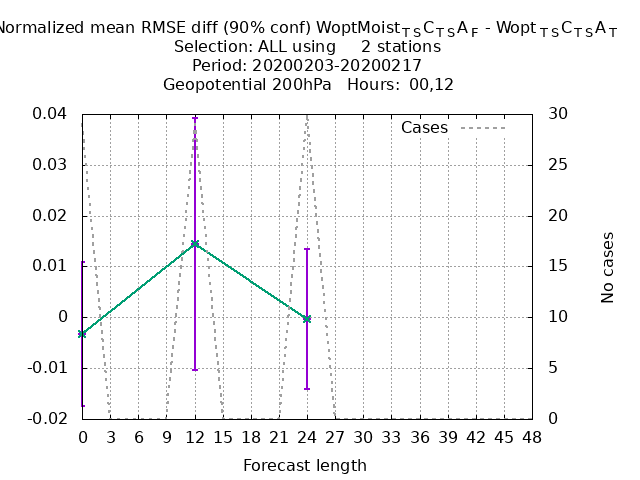 Normalized mean RMSE diff (90% conf) WoptMoist_TSC_TSA_F - Wopt_TSC_TSA_T
Selection: ALL using 2 stations
Period: 20200203-20200217
Geopotential 200hPa Hours: 00,12
Cases
0.04
0.03
0.02
0.01
0
-0.01
-0.02
30
25
20
15
10
5
0
No cases
0 3 6 9 12 15 18 21 24 27 30 33 36 39 42 45 48
Forecast length